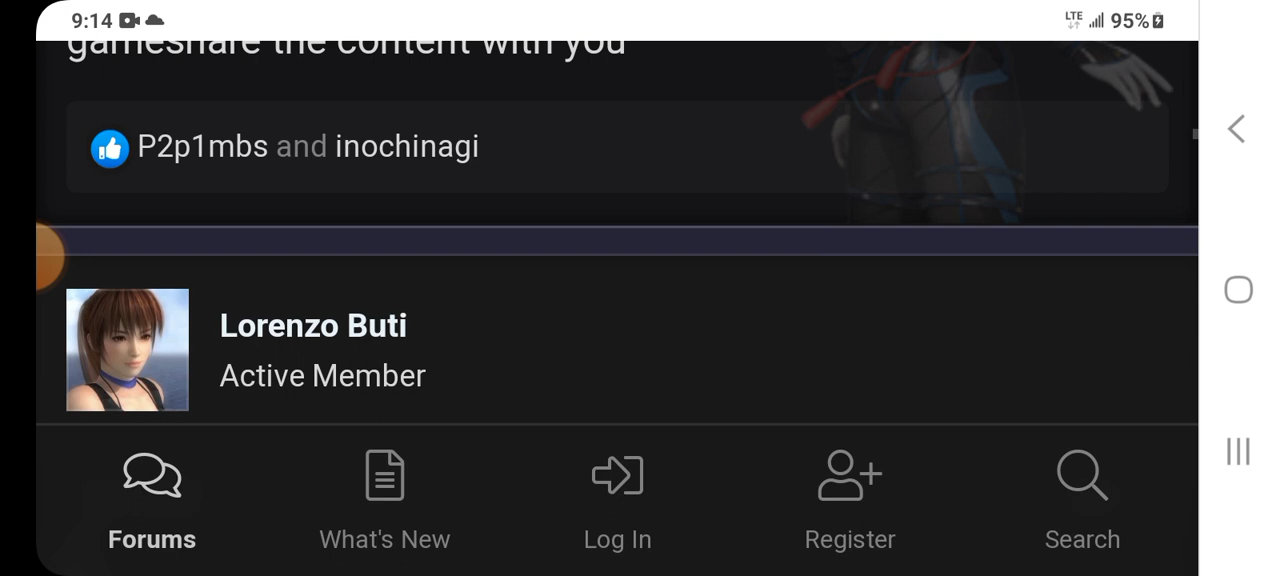 9:14
LTE 95%
gameshare the content with you
P2p1mbs and inochinagi
Lorenzo Buti
Active Member
Forums
What's New
Log In
Register
Search